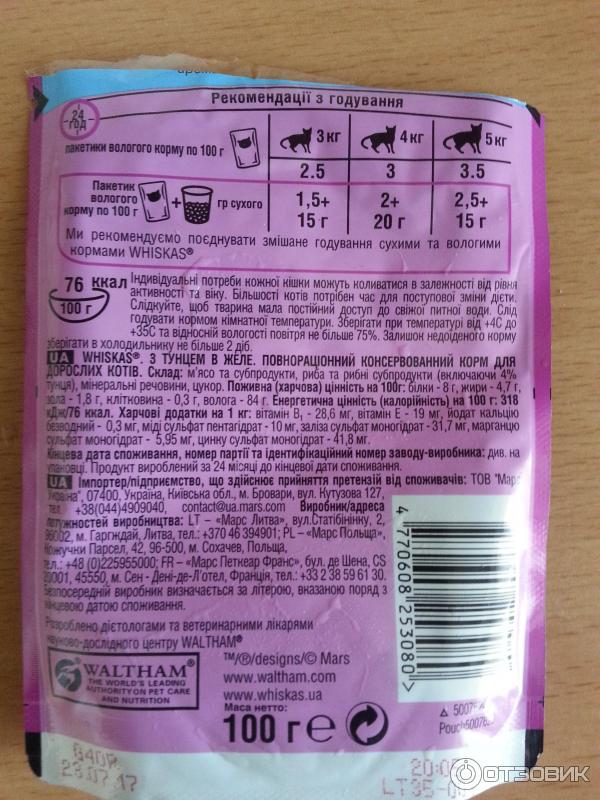 Рекомендації з годування
24
ГОД
пакетики вологого корму по 100 г
3 кг 4 кг 5 кг
2.5 3 3.5
Пакетик
вологого
корму по 100 г
+ гр сухого
1,5+ 2+ 2,5+
15 г 20 г 15 г
Ми рекомендуємо поєднувати змішане годування сухими та вологими
кормами WHISKAS®
76 ккал
100 г
Індивідуальні потреби кожної кішки можуть коливатися в залежності від рівня
активності та віку. Більшості котів потрібен час для поступової зміни дієти.
Слідкуйте, щоб тварина мала постійний доступ до свіжої питної води. Слід
годувати кормом кімнатної температури. Зберігати при температурі від +4С до
+35С та відносній вологості повітря не більше 75%. Залишок недоїденого корму
зберігати в холодильнику не більше 2 діб.
UA WHISKAS®. З ТУНЦЕМ В ЖЕЛЕ. ПОВНОРАЦІОННИЙ КОНСЕРВОВАННИЙ КОРМ ДЛЯ
ДОРОСЛИХ КОТІВ. Склад: м'ясо та субпродукти, риба та рибні субпродукти (включаючи 4%
тунця), мінеральні речовини, цукор. Поживна (харчова) цінність на 100г: білки - 8 г, жири - 4,7 г,
зола - 1,8 г, клітковина - 0,3 г, волога - 84 г. Енергетична цінність (калорійність) на 100 г: 318
кДж/76 ккал. Харчові додатки на 1 кг: вітамін B₁ - 28,6 мг, вітамін Е - 19 мг, йодат кальцію
безводний - 0,3 мг, міді сульфат пентагідрат - 10 мг, заліза сульфат моногідрат - 31,7 мг, марганцю
сульфат моногідрат - 5,95 мг, цинку сульфат моногідрат - 41,8 мг.
Кінцева дата споживання, номер партії та ідентифікаційний номер заводу-виробника: див. на
упаковці. Продукт вироблений за 24 місяці до кінцевої дати споживання.
UA Імпортер/підприємство, що здійснює прийняття претензій від споживачів: ТОВ "Марс
Україна", 07400, Україна, Київська обл., м. Бровари, вул. Кутузова 127,
тел. +38(044)4909040, contact@ua.mars.com Виробник/адреса
потужностей виробництва: LT – «Марс Литва», вул.Статібінінку, 2,
96002, м. Гаргждай, Литва, тел.: +370 46 394901; PL – «Марс Польща»,
Кожучки Парсел, 42, 96-500, м. Сохачев, Польща,
тел.: +48 (0)225955000; FR – «Марс Петкеар Франс», бул. де Шена, CS
20001, 45550, м. Сен - Дені-де-Л'отел, Франція, тел.: +33 2 38 59 61 30.
Безпосередній виробник визначається за літерою, вказаною поряд з
кінцевою датою споживання.
Розроблено дієтологами та ветеринарними лікарями
науково-дослідного центру WALTHAM®
WALTHAM®
THE WORLD'S LEADING
AUTHORITY ON PET CARE
AND NUTRITION
™/®/designs/© Mars
www.waltham.com
www.whiskas.ua
Маса нетто:
100 г e
4 770608 253080
Pouch
23.07.17
ОТЗОВИК